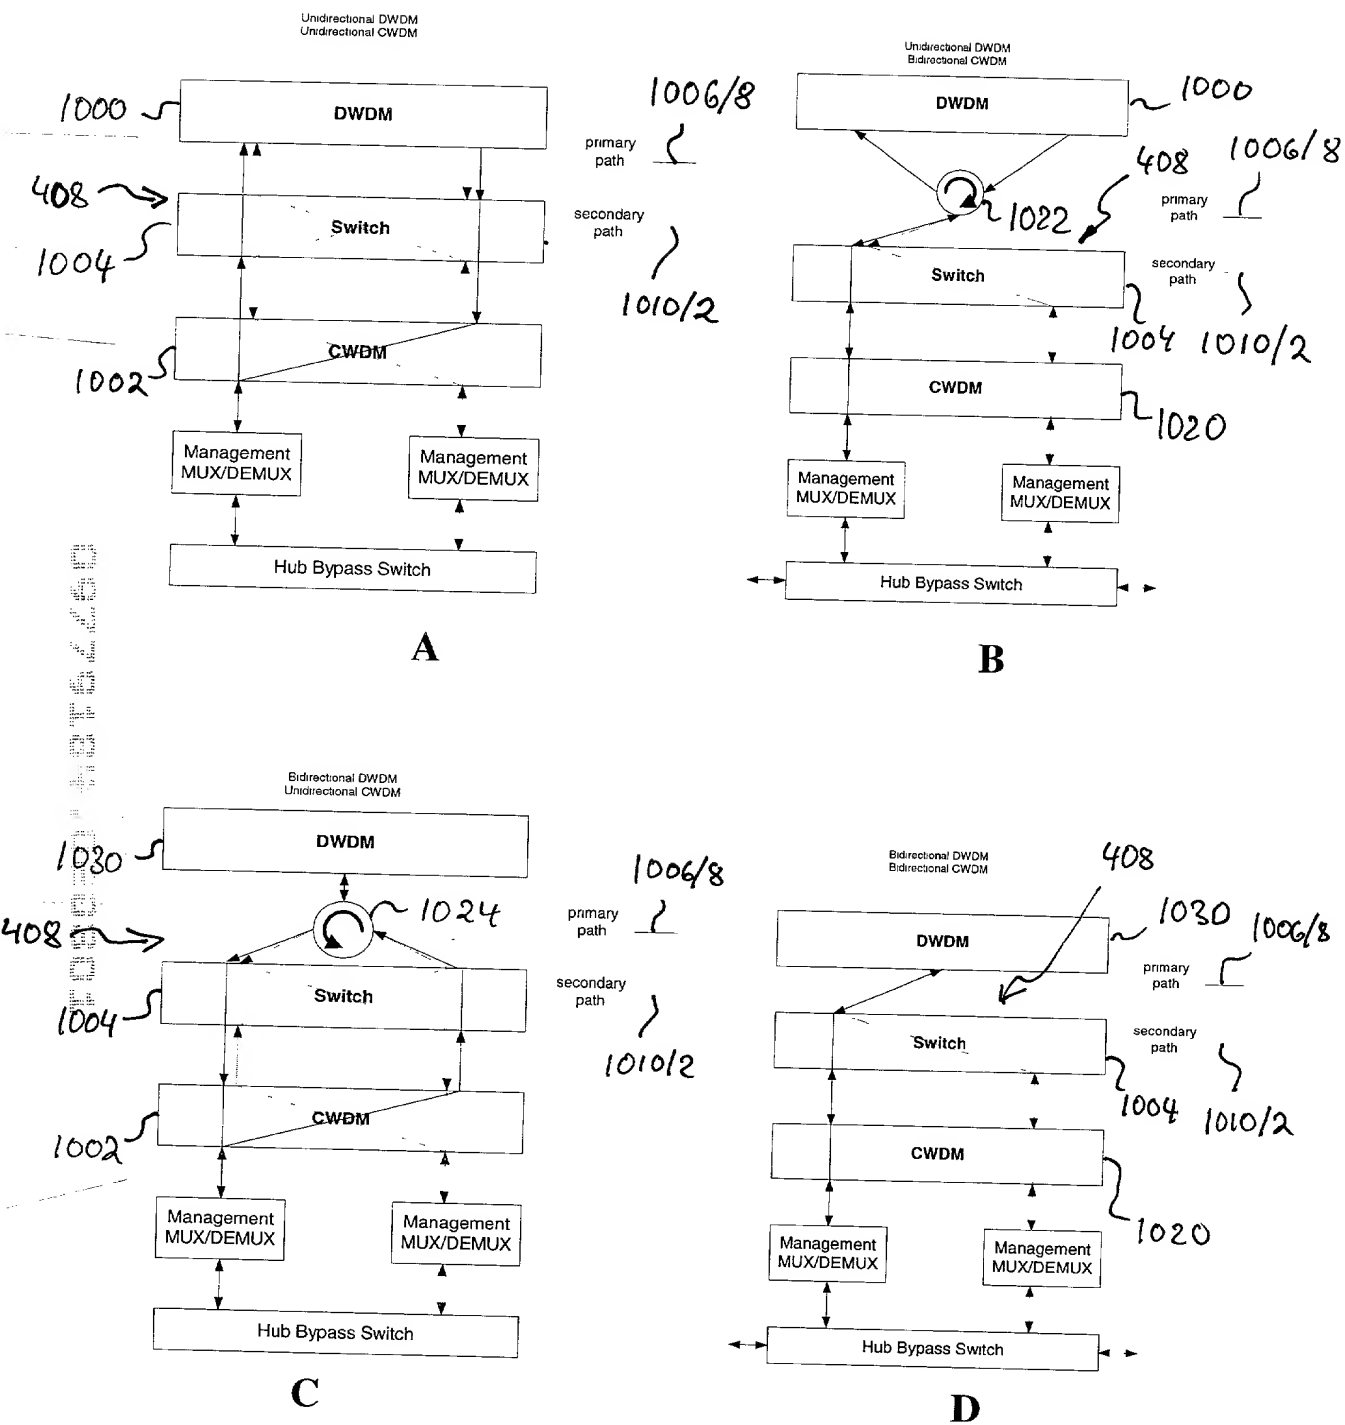 Unidirectional DWDM
Unidirectional CWDM
1000
DWDM
1006/8
primary
path
408
Switch
secondary
path
1004
1010/2
CWDM
1002
Management
MUX/DEMUX
Management
MUX/DEMUX
Hub Bypass Switch
A
Unidirectional DWDM
Bidirectional CWDM
DWDM
1000
408
1006/8
primary
path
1022
Switch
secondary
path
1004
1010/2
CWDM
1020
Management
MUX/DEMUX
Management
MUX/DEMUX
Hub Bypass Switch
B
Bidirectional DWDM
Unidirectional CWDM
DWDM
1030
1006/8
1024
primary
path
408
Switch
secondary
path
1004
1010/2
CWDM
1002
Management
MUX/DEMUX
Management
MUX/DEMUX
Hub Bypass Switch
C
Bidirectional DWDM
Bidirectional CWDM
408
1030
DWDM
1006/8
primary
path
Switch
secondary
path
1004
1010/2
CWDM
1020
Management
MUX/DEMUX
Management
MUX/DEMUX
Hub Bypass Switch
D